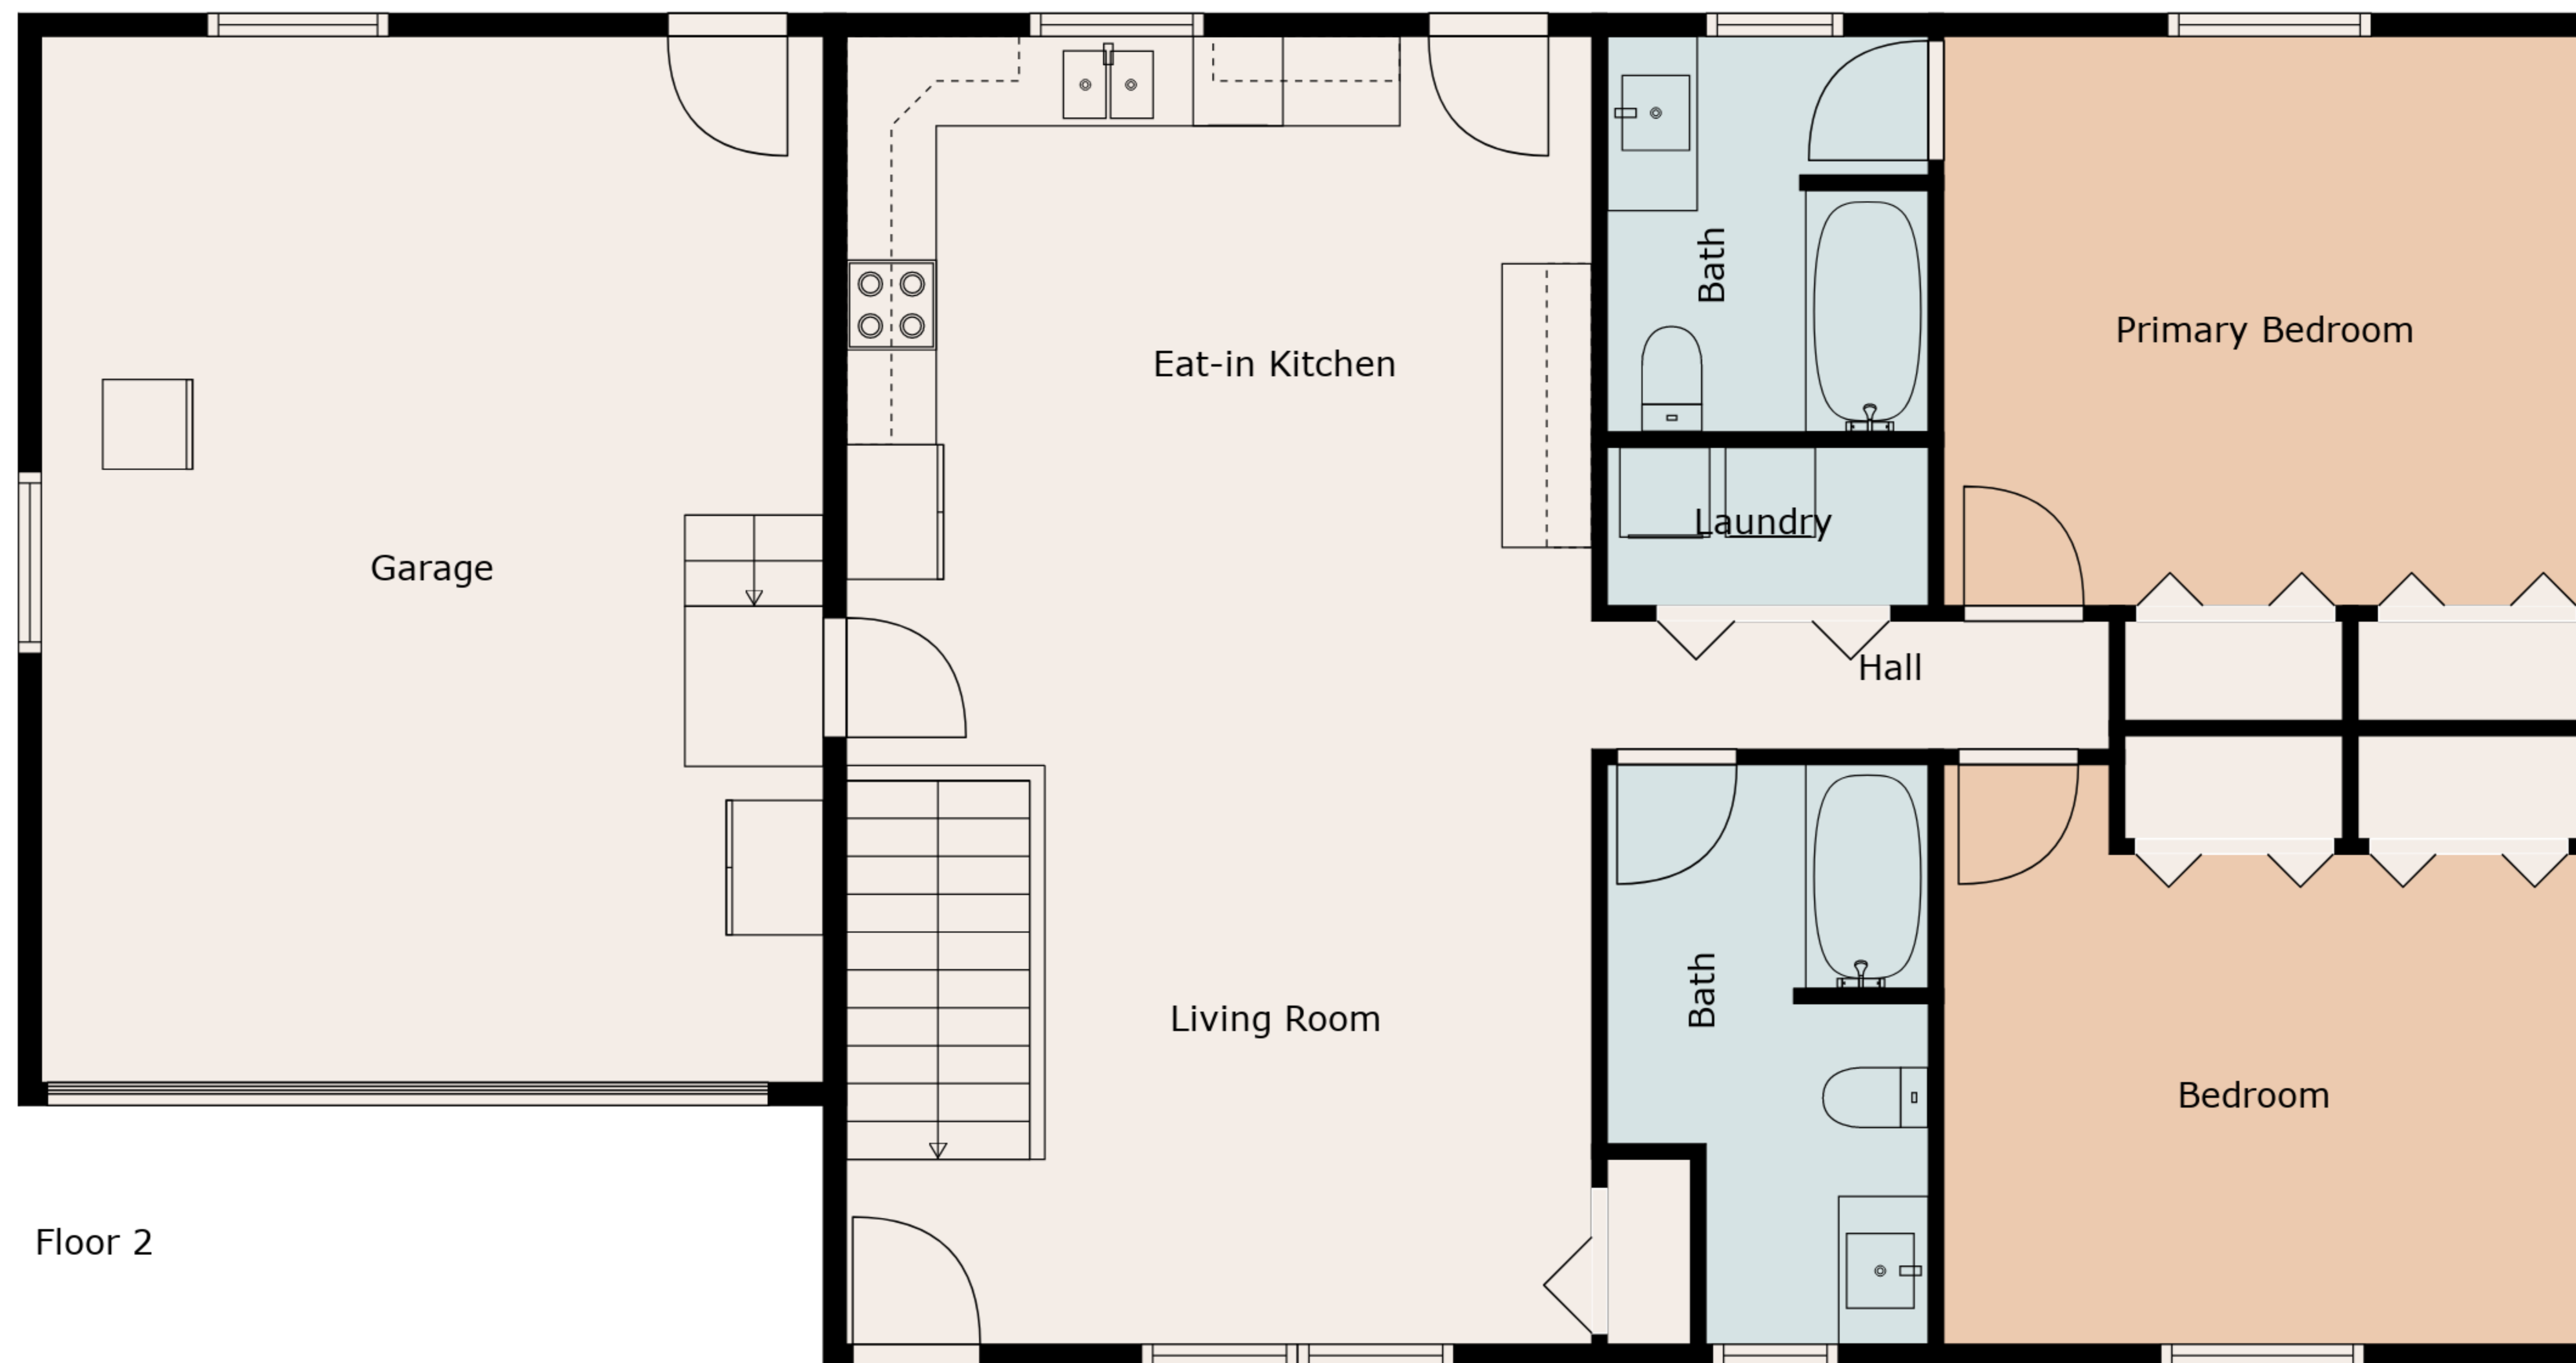 Bath
Primary Bedroom
Eat-in Kitchen
Laundry
Garage
Hall
Bath
Living Room
Bedroom
Floor 2